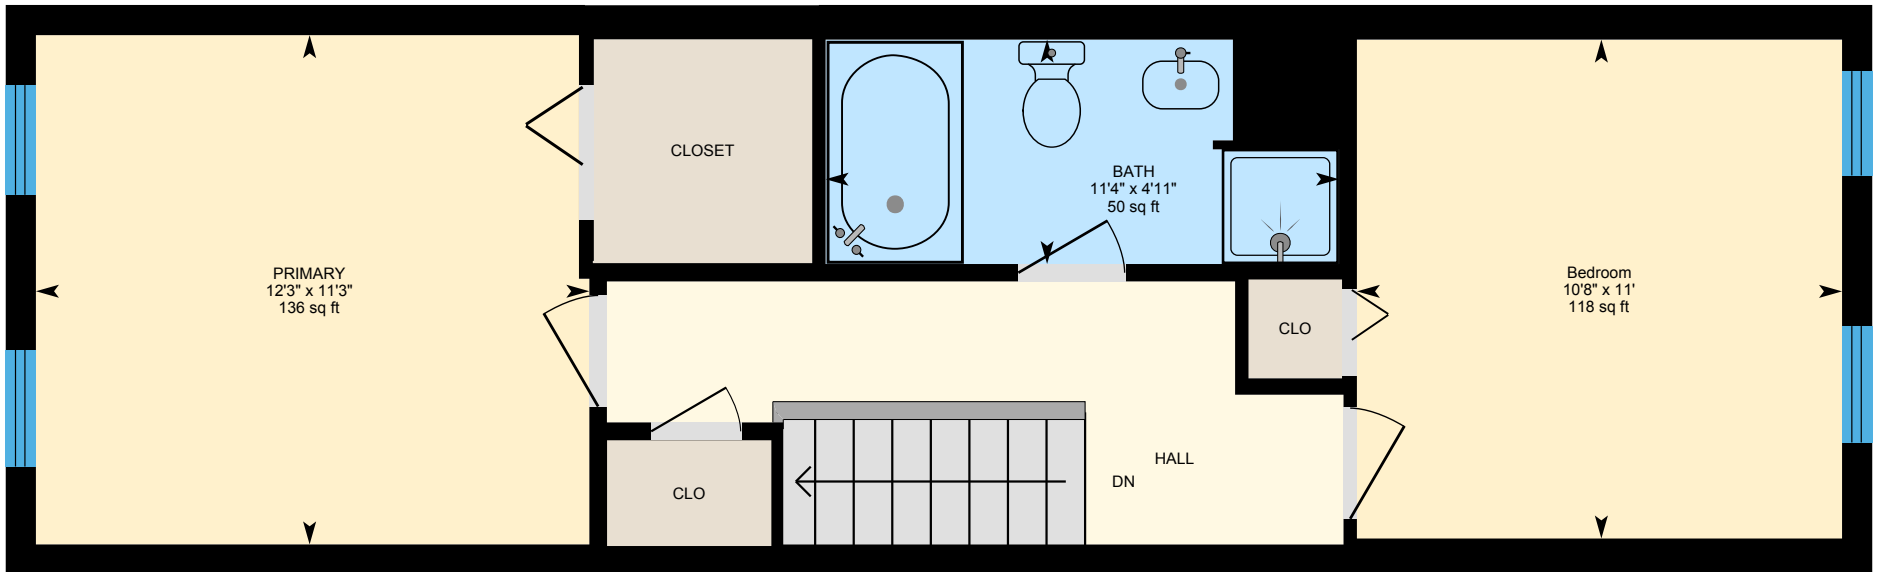 PRIMARY
12'3" x 11'3"
136 sq ft
CLOSET
BATH
11'4" x 4'11"
50 sq ft
Bedroom
10'8" x 11'
118 sq ft
CLO
CLO
HALL
DN